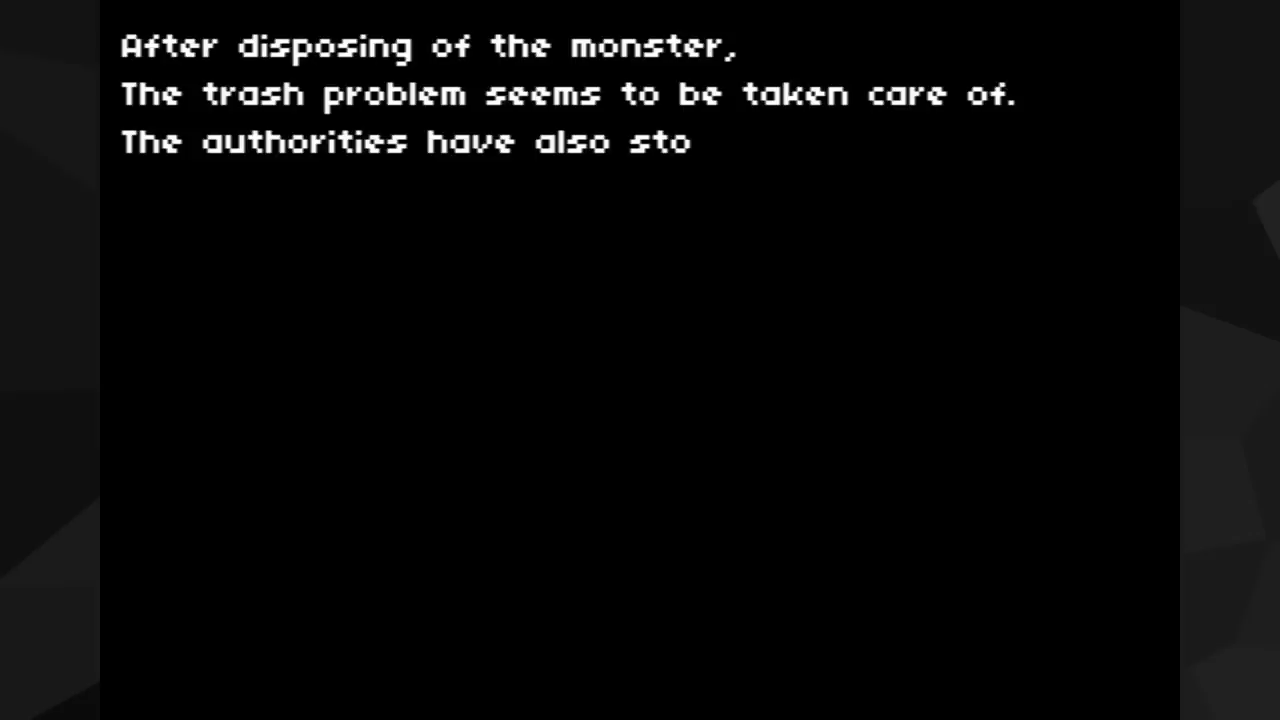 After disposing of the monster,
The trash problem seems to be taken care of.
The authorities have also sto